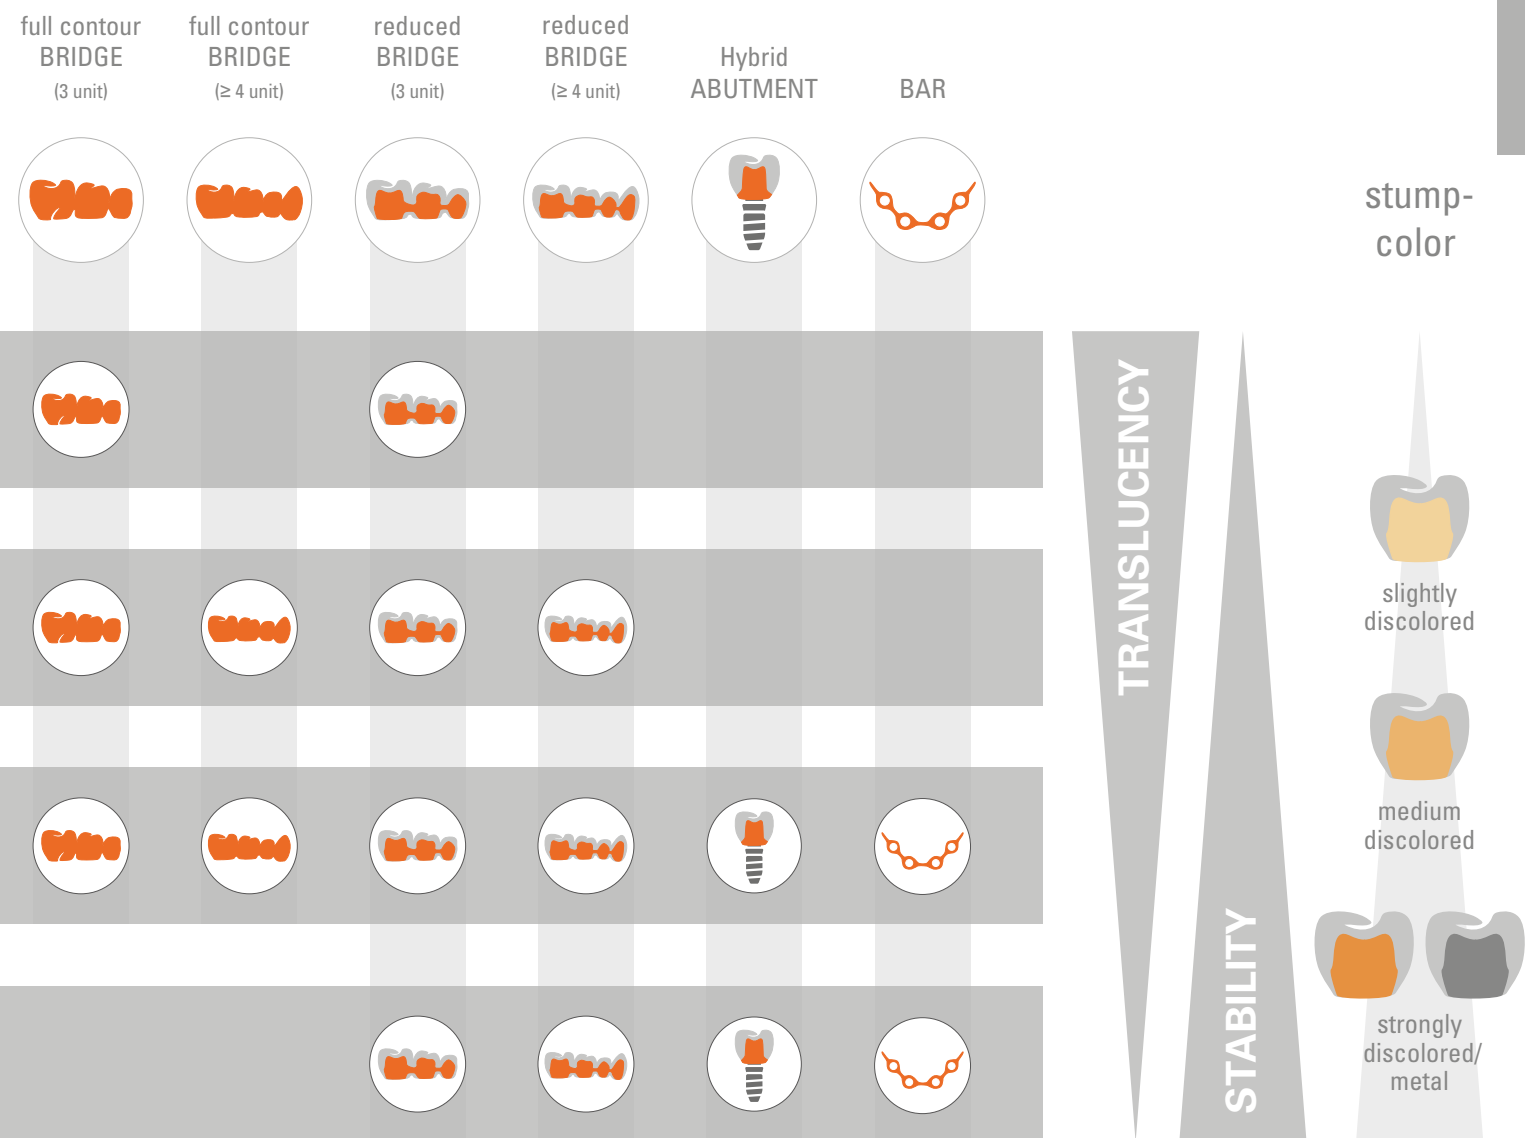 full contour
BRIDGE
(3 unit)
full contour
BRIDGE
(≥ 4 unit)
reduced
BRIDGE
(3 unit)
reduced
BRIDGE
(≥ 4 unit)
Hybrid
ABUTMENT
BAR
stump-
color
TRANSLUCENCY
STABILITY
slightly
discolored
medium
discolored
strongly
discolored/
metal